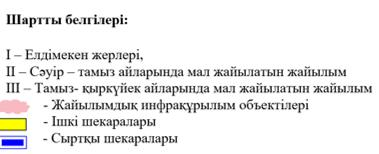 Шартты белгілері:
I – Елдімекен жерлері,
II – Сәуір – тамыз айларында мал жайылатын жайылым
III – Тамыз- қыркүйек айларында мал жайылатын жайылым
- Жайылымдық инфрақұрылым объектілері
- Ішкі шекаралары
- Сыртқы шекаралары